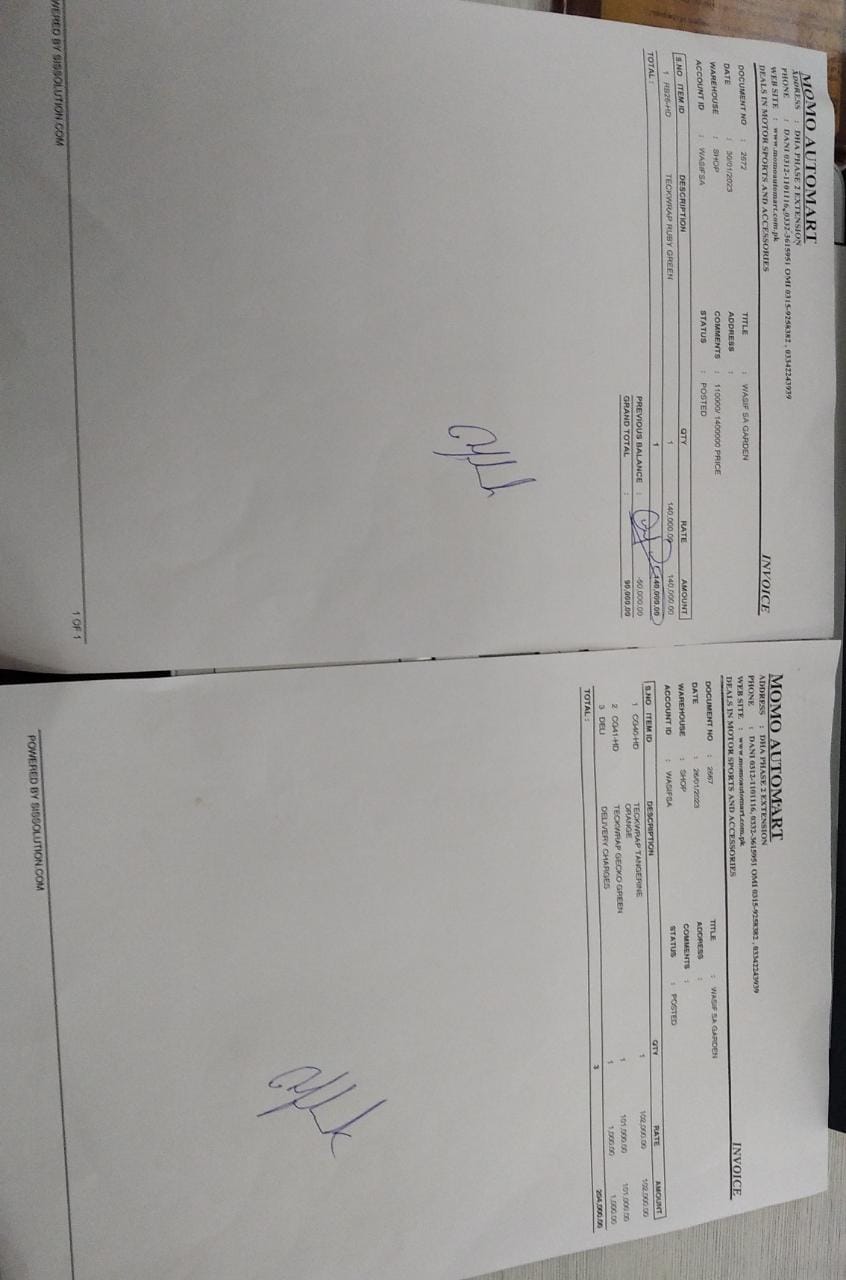 MOMO AUTOMART
ADDRESS : DHA PHASE 2 EXTENSION
PHONE : DANI 0312-1101116, 0332-3615951 OMI 0315-9258382 , 03342243939
WEB SITE : www.momoautomart.com.pk
DEALS IN MOTOR SPORTS AND ACCESSORIES
INVOICE
DOCUMENT NO : 2672 TITLE : WASIF SA GARDEN
DATE : 30/01/2023 ADDRESS :
WAREHOUSE : SHOP COMMENTS : 110000/ 1400000 PRICE
ACCOUNT ID : WASIFSA STATUS : POSTED
S.NO ITEM ID DESCRIPTION QTY RATE AMOUNT
1 RB26-HD TECKWRAP RUBY GREEN 1 140,000.00 140,000.00
TOTAL : 1 140,000.00
PREVIOUS BALANCE : -50,000.00
GRAND TOTAL : 90,000.00
1 OF 1
WERED BY SISSOLUTION.COM
MOMO AUTOMART
ADDRESS : DHA PHASE 2 EXTENSION
PHONE : DANI 0312-1101116, 0332-3615951 OMI 0315-9258382 , 03342243939
WEB SITE : www.momoautomart.com.pk
DEALS IN MOTOR SPORTS AND ACCESSORIES
INVOICE
DOCUMENT NO : 2667 TITLE : WASIF SA GARDEN
DATE : 26/01/2023 ADDRESS :
WAREHOUSE : SHOP COMMENTS :
ACCOUNT ID : WASIFSA STATUS : POSTED
S.NO ITEM ID DESCRIPTION QTY RATE AMOUNT
1 CG40-HD TECKWRAP TANGERINE 1 102,000.00 102,000.00
ORANGE
2 CG41-HD TECKWRAP GECKO GREEN 1 101,000.00 101,000.00
3 DELI DELIVERY CHARGES 1 1,000.00 1,000.00
TOTAL : 3 204,000.00
POWERED BY SISSOLUTION.COM